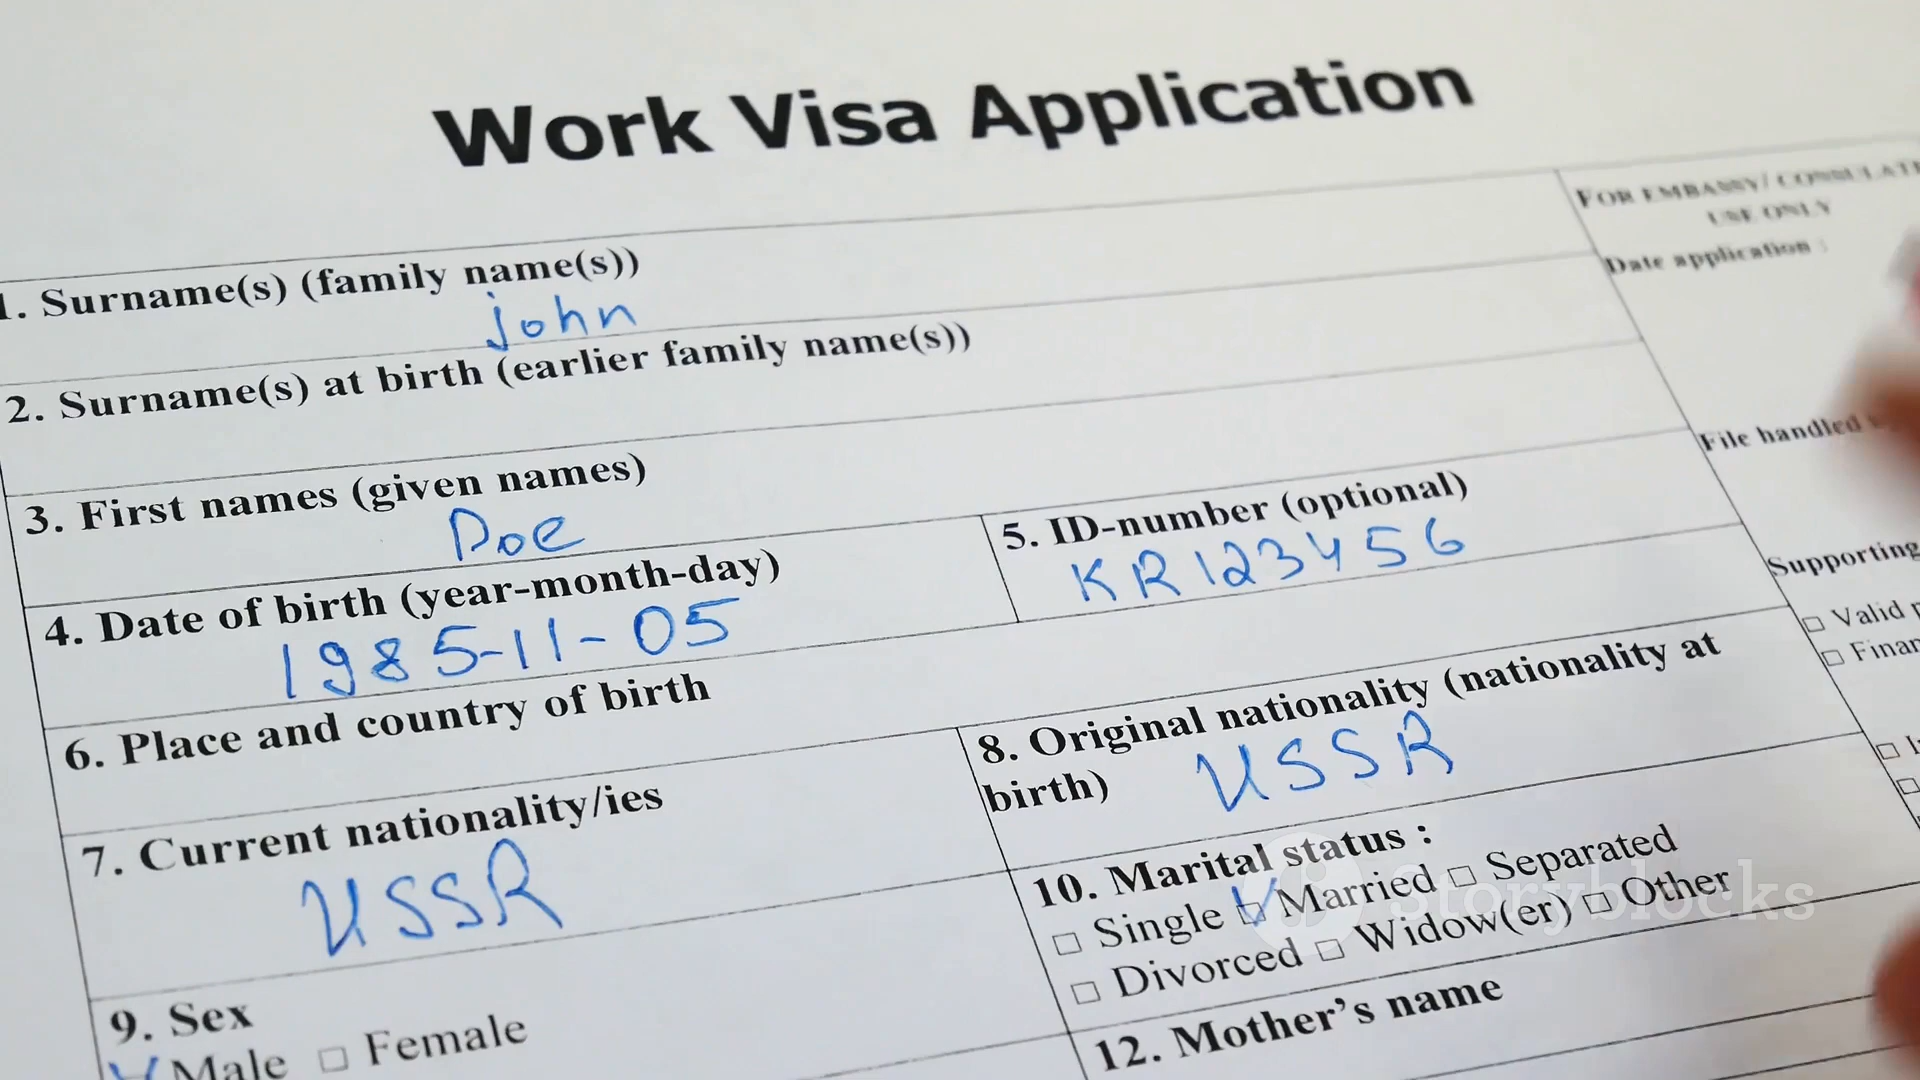 Work Visa Application
FOR EMBASSY/ CONSULATE
USE ONLY
Date application :
File handled
Supporting
□ Valid
□ Finan
1. Surname(s) (family name(s))
john
2. Surname(s) at birth (earlier family name(s))
3. First names (given names)
Doe
4. Date of birth (year-month-day)
1985-11-05
5. ID-number (optional)
KR123456
6. Place and country of birth
7. Current nationality/ies
USSR
8. Original nationality (nationality at
birth) USSR
9. Sex
Male □ Female
10. Marital status :
□ Single □ Married □ Separated
□ Divorced □ Widow(er) □ Other
12. Mother's name
Storyblocks